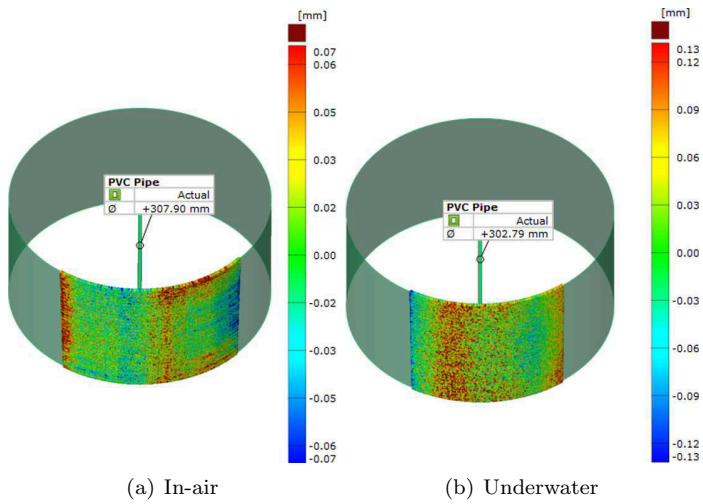 [mm]
0.07
0.06
0.05
0.03
0.02
0.00
-0.02
-0.03
-0.05
-0.06
-0.07
PVC Pipe
Actual
Ø +307.90 mm
(a) In-air
[mm]
0.13
0.12
0.09
0.06
0.03
0.00
-0.03
-0.06
-0.09
-0.12
-0.13
PVC Pipe
Actual
Ø +302.79 mm
(b) Underwater